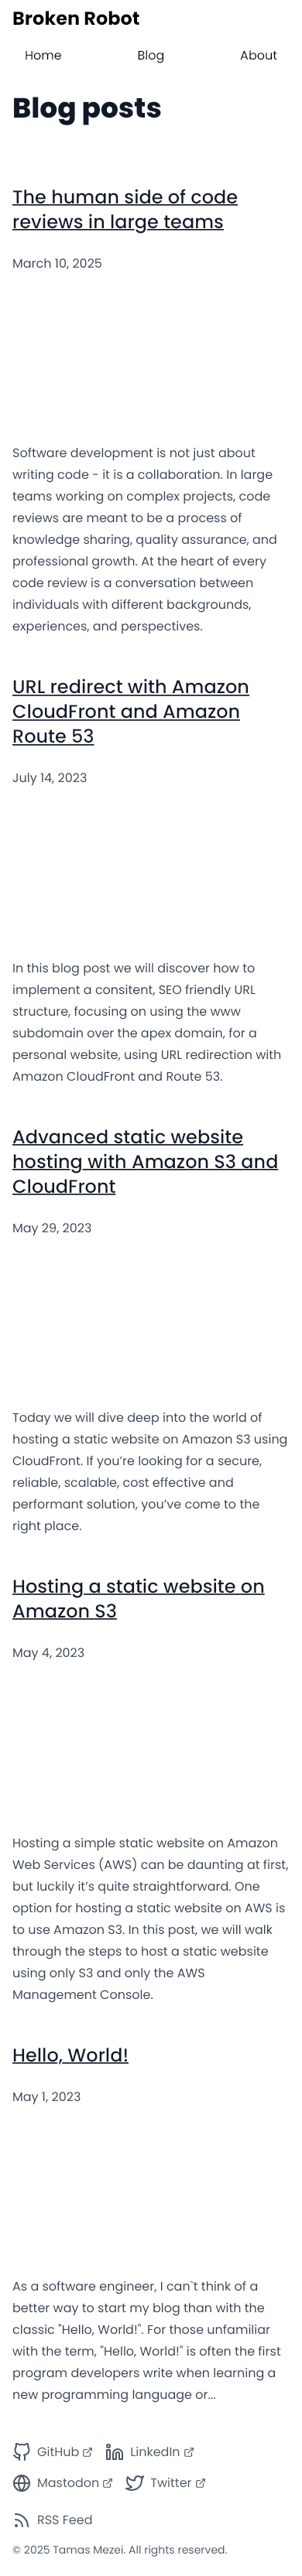 Broken Robot
Home Blog About
Blog posts
The human side of code
reviews in large teams
March 10, 2025
Software development is not just about
writing code - it is a collaboration. In large
teams working on complex projects, code
reviews are meant to be a process of
knowledge sharing, quality assurance, and
professional growth. At the heart of every
code review is a conversation between
individuals with different backgrounds,
experiences, and perspectives.
URL redirect with Amazon
CloudFront and Amazon
Route 53
July 14, 2023
In this blog post we will discover how to
implement a consitent, SEO friendly URL
structure, focusing on using the www
subdomain over the apex domain, for a
personal website, using URL redirection with
Amazon CloudFront and Route 53.
Advanced static website
hosting with Amazon S3 and
CloudFront
May 29, 2023
Today we will dive deep into the world of
hosting a static website on Amazon S3 using
CloudFront. If you’re looking for a secure,
reliable, scalable, cost effective and
performant solution, you’ve come to the
right place.
Hosting a static website on
Amazon S3
May 4, 2023
Hosting a simple static website on Amazon
Web Services (AWS) can be daunting at first,
but luckily it’s quite straightforward. One
option for hosting a static website on AWS is
to use Amazon S3. In this post, we will walk
through the steps to host a static website
using only S3 and only the AWS
Management Console.
Hello, World!
May 1, 2023
As a software engineer, I can`t think of a
better way to start my blog than with the
classic "Hello, World!". For those unfamiliar
with the term, "Hello, World!" is often the first
program developers write when learning a
new programming language or...
GitHub LinkedIn
Mastodon Twitter
RSS Feed
© 2025 Tamas Mezei. All rights reserved.